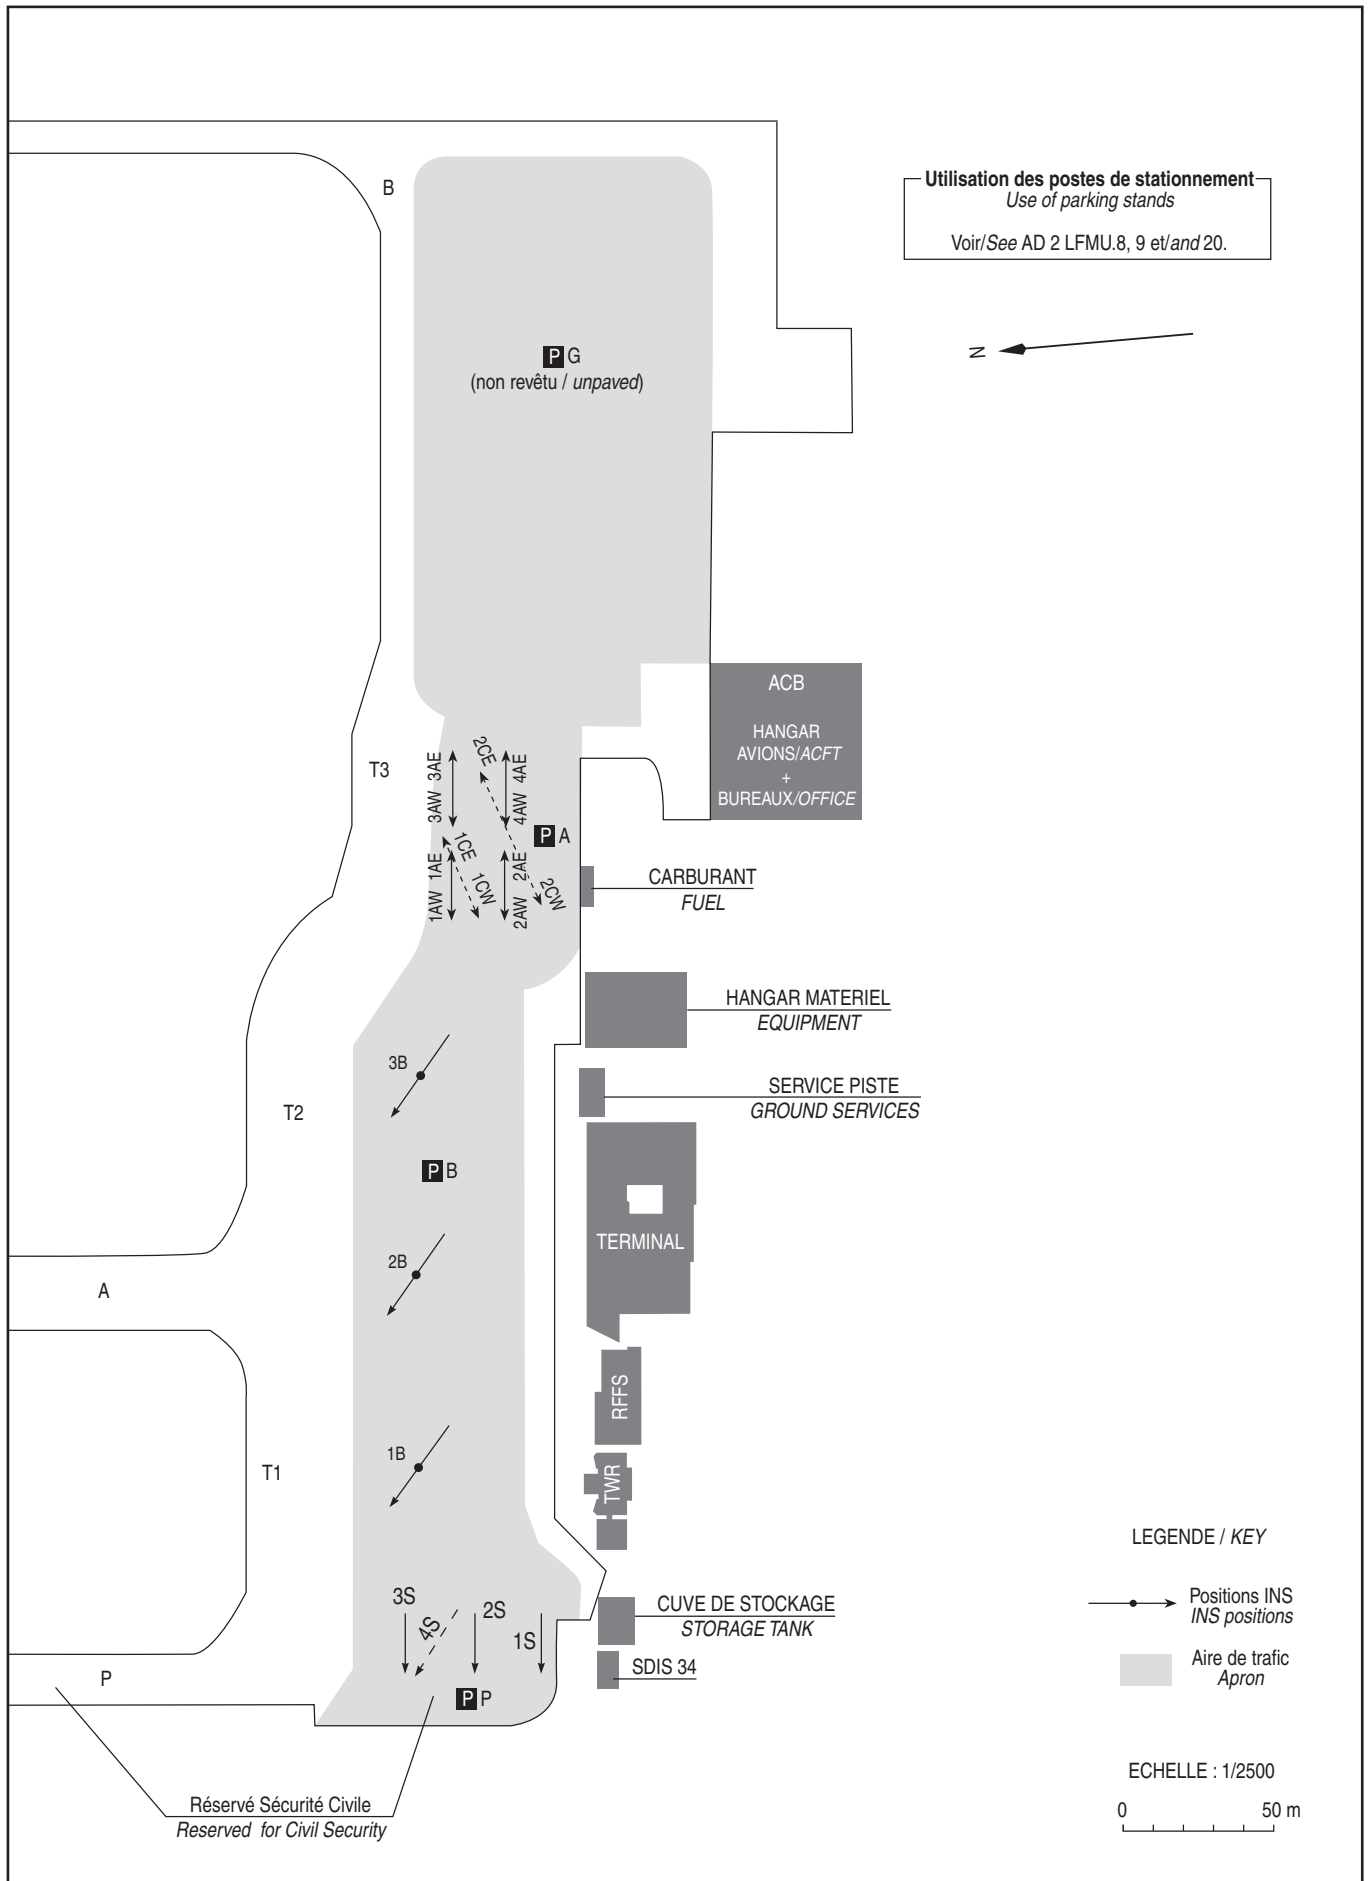 B
Utilisation des postes de stationnement
Use of parking stands
Voir/See AD 2 LFMU.8, 9 et/and 20.
N
P G
(non revêtu / unpaved)
ACB
HANGAR
AVIONS/ACFT
+
BUREAUX/OFFICE
T3
3AW 3AE
2CE
4AW 4AE
P A
1CE
1CW
1AW 1AE
2AW 2AE
2CW
CARBURANT
FUEL
HANGAR MATERIEL
EQUIPMENT
3B
SERVICE PISTE
GROUND SERVICES
T2
P B
TERMINAL
2B
A
RFFS
1B
T1
TWR
LEGENDE / KEY
Positions INS
INS positions
Aire de trafic
Apron
3S
4S
2S
1S
CUVE DE STOCKAGE
STORAGE TANK
SDIS 34
P
P P
Réservé Sécurité Civile
Reserved for Civil Security
ECHELLE : 1/2500
0 50 m